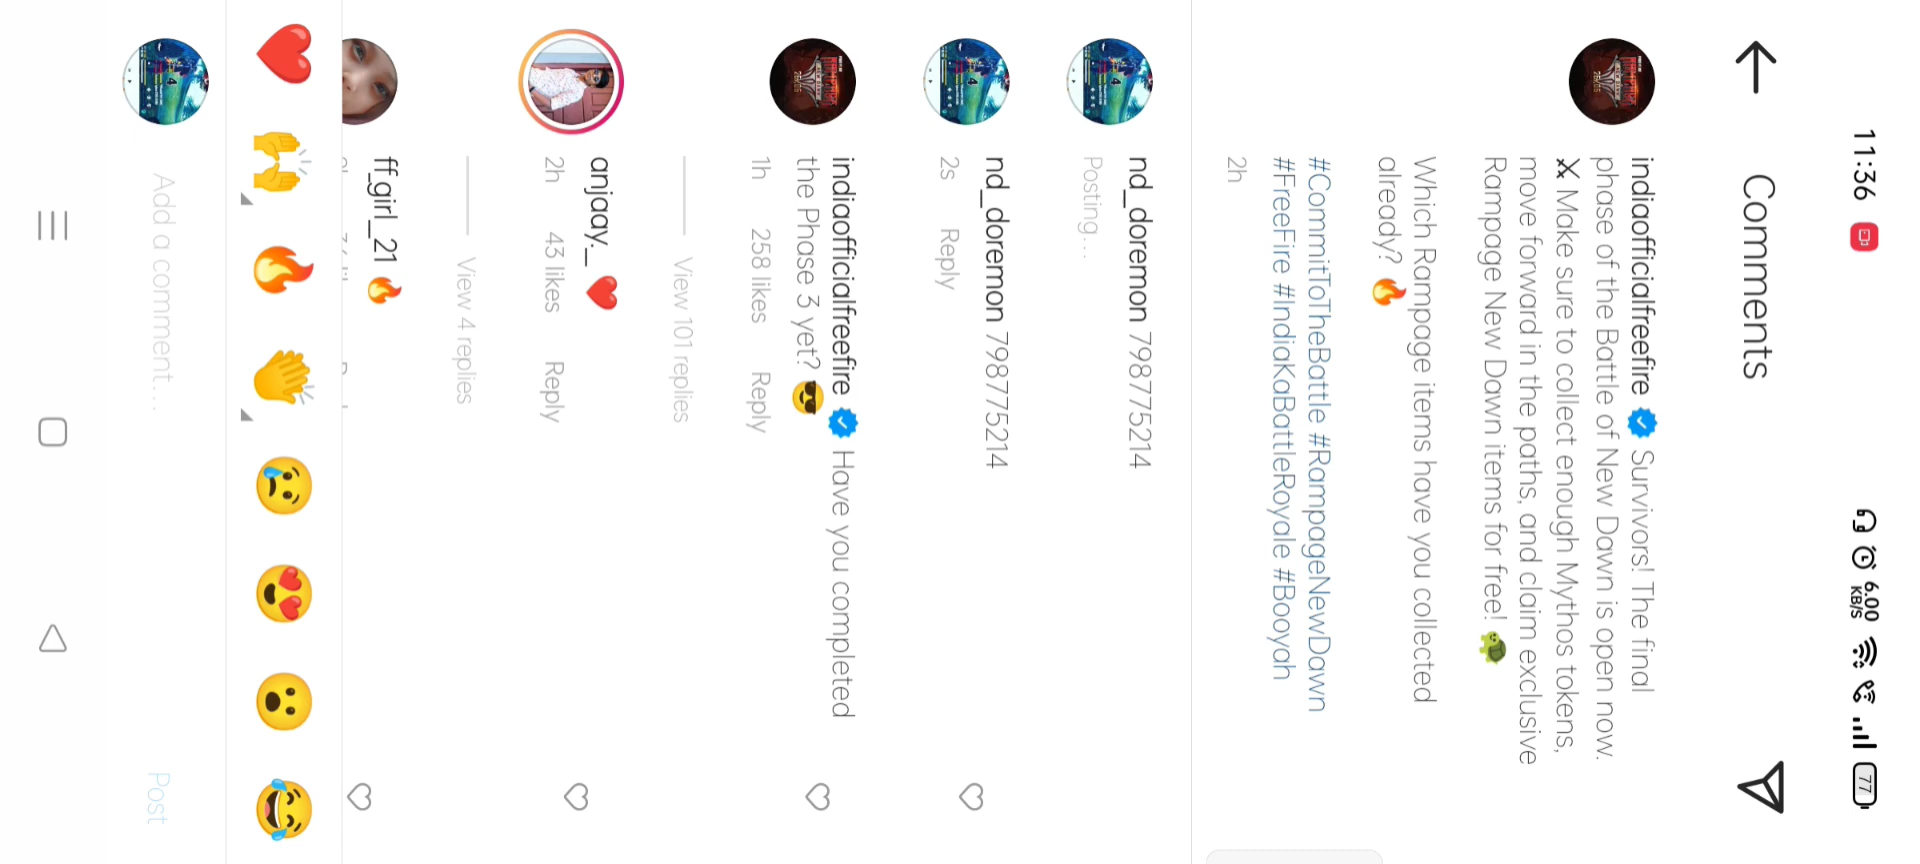 11:36
6.00
KB/S
77
Comments
indiaofficialfreefire Survivors! The final
phase of the Battle of New Dawn is open now.
⚔ Make sure to collect enough Mythos tokens,
move forward in the paths, and claim exclusive
Rampage New Dawn items for free! 🐢
Which Rampage items have you collected
already? 🔥
#CommitToTheBattle #RampageNewDawn
#FreeFire #IndiaKaBattleRoyale #Booyah
2h
nd_doremon 798775214
Posting...
nd_doremon 798775214
2s Reply
indiaofficialfreefire Have you completed
the Phase 3 yet? 😎
1h 258 likes Reply
View 101 replies
anjaay._ ❤️
2h 43 likes Reply
View 4 replies
ff_girl_21 🔥
❤️ 🙌 🔥 👏 😢 😍 😮 😂
Add a comment...
Post